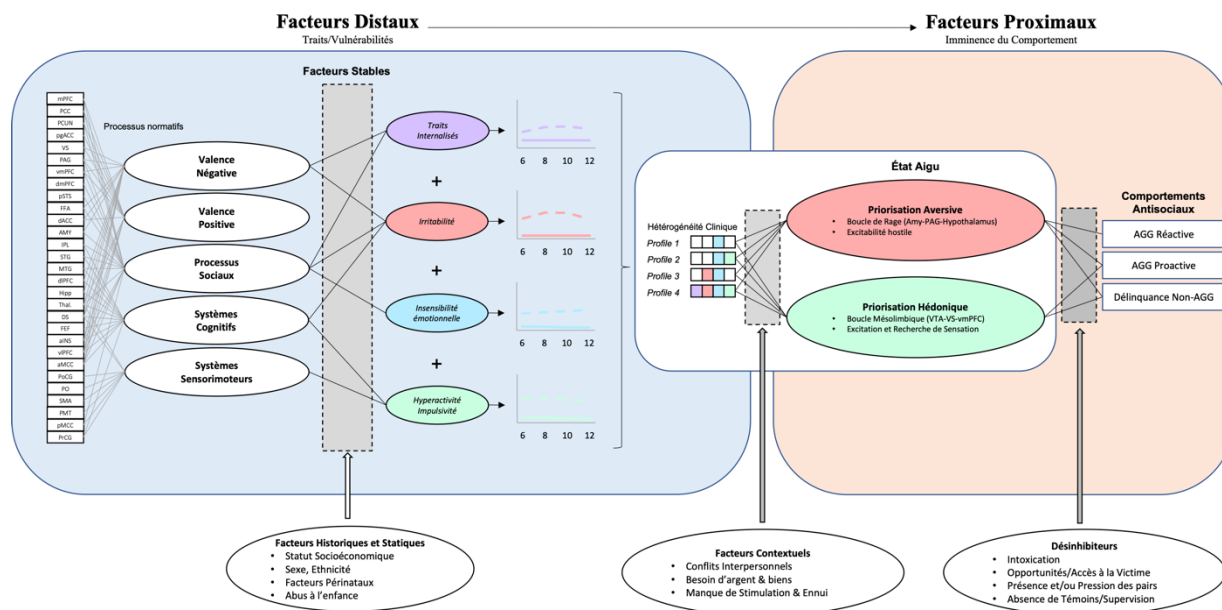 Facteurs Distaux
Traits/Vulnérabilités
Facteurs Proximaux
Imminence du Comportement
Facteurs Stables
Processus normatifs
mPFC
PCC
PCUN
pgACC
VS
PAG
vmPFC
dmPFC
pSTS
FFA
dACC
AMY
IPL
STG
MTG
dlPFC
Hipp
Thal.
DS
FEF
aINS
vlPFC
aMCC
PoCG
PO
SMA
PMT
pMCC
PrCG
Valence
Négative
Valence
Positive
Processus
Sociaux
Systèmes
Cognitifs
Systèmes
Sensorimoteurs
Traits
Internalisés
6 8 10 12
+
Irritabilité
6 8 10 12
+
Insensibilité
émotionnelle
6 8 10 12
+
Hyperactivité
Impulsivité
6 8 10 12
État Aigu
Hétérogénéité Clinique
Profile 1
Profile 2
Profile 3
Profile 4
Priorisation Aversive
• Boucle de Rage (Amy-PAG-Hypothalamus)
• Excitabilité hostile
Priorisation Hédonique
• Boucle Mésolimbique (VTA-VS-vmPFC)
• Excitation et Recherche de Sensation
Comportements
Antisociaux
AGG Réactive
AGG Proactive
Délinquance Non-AGG
Facteurs Historiques et Statiques
• Statut Socioéconomique
• Sexe, Ethnicité
• Facteurs Périnataux
• Abus à l'enfance
Facteurs Contextuels
• Conflits Interpersonnels
• Besoin d'argent & biens
• Manque de Stimulation & Ennui
Désinhibiteurs
• Intoxication
• Opportunités/Accès à la Victime
• Présence et/ou Pression des pairs
• Absence de Témoins/Supervision